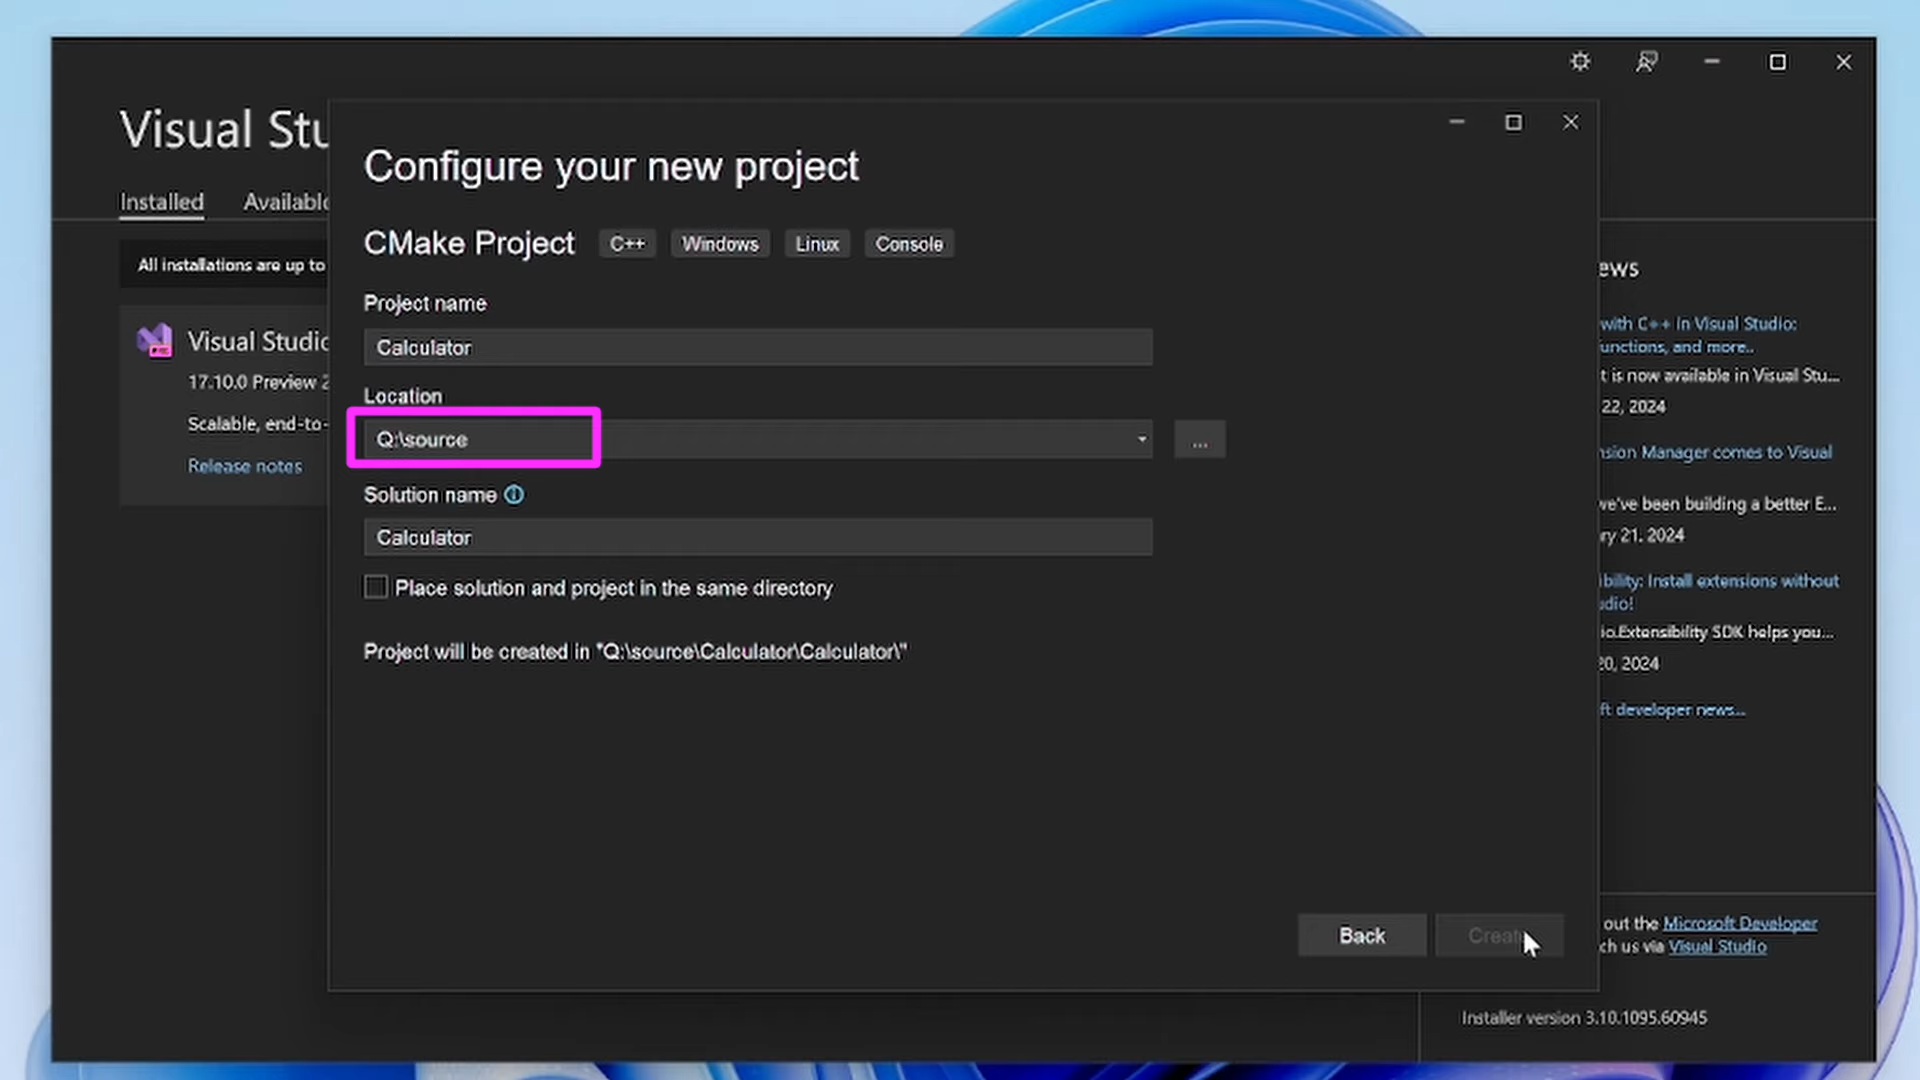 Visual Stu
Installed
Available
All installations are up to
Visual Studio
17.10.0 Preview 2
Scalable, end-to-
Release notes
Configure your new project
CMake Project
C++
Windows
Linux
Console
Project name
Calculator
Location
Q:\source
...
Solution name
Calculator
Place solution and project in the same directory
Project will be created in "Q:\source\Calculator\Calculator\"
Back
Create
ews
with C++ in Visual Studio:
unctions, and more..
t is now available in Visual Stu...
22, 2024
nsion Manager comes to Visual
we've been building a better E...
ry 21, 2024
ibility: Install extensions without
udio!
io.Extensibility SDK helps you...
20, 2024
ft developer news...
out the Microsoft Developer
ch us via Visual Studio
Installer version 3.10.1095.60945